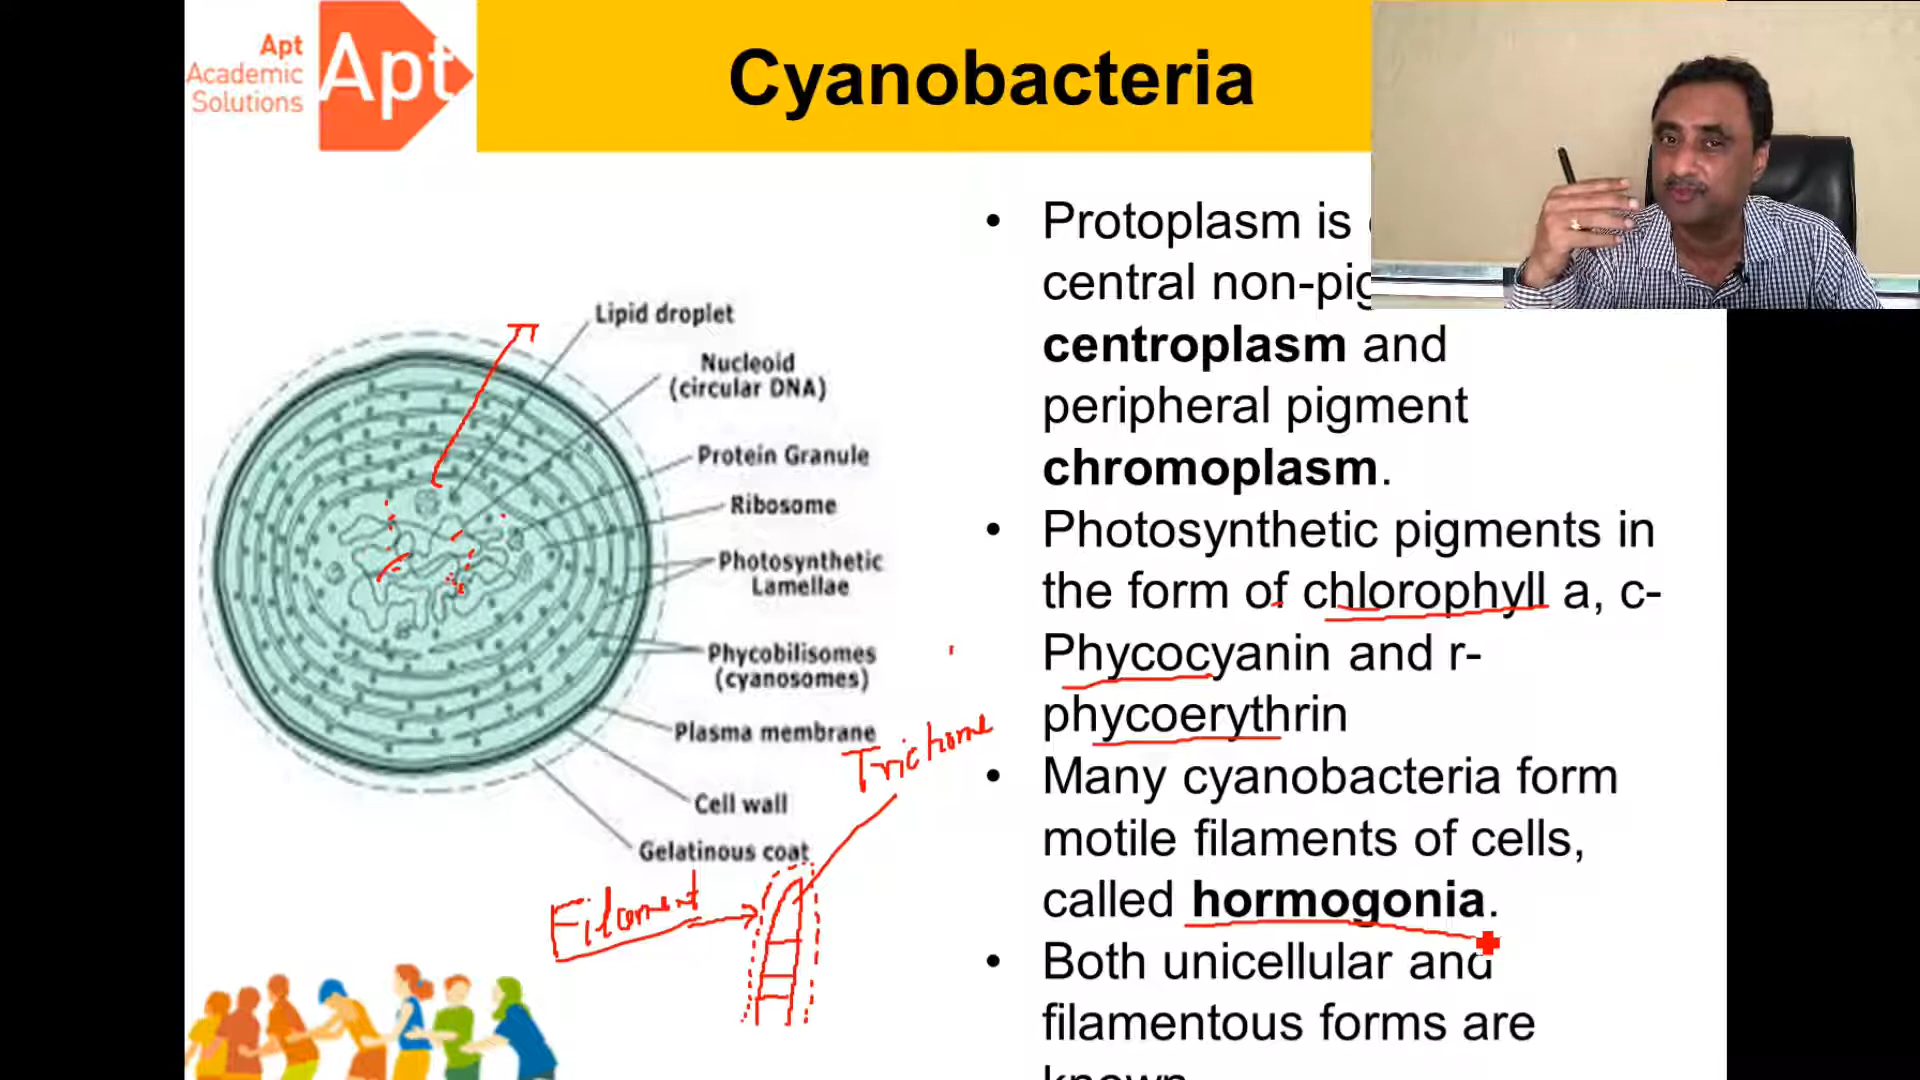 Apt
Academic
Solutions
Apt
Cyanobacteria
• Protoplasm is
central non-pig
centroplasm and
peripheral pigment
chromoplasm.
• Photosynthetic pigments in
the form of chlorophyll a, c-
Phycocyanin and r-
phycoerythrin
• Many cyanobacteria form
motile filaments of cells,
called hormogonia.
• Both unicellular and
filamentous forms are
known
Lipid droplet
Nucleoid
(circular DNA)
Protein Granule
Ribosome
Photosynthetic
Lamellae
Phycobilisomes
(cyanosomes)
Plasma membrane
Trichome
Cell wall
Gelatinous coat
Filament